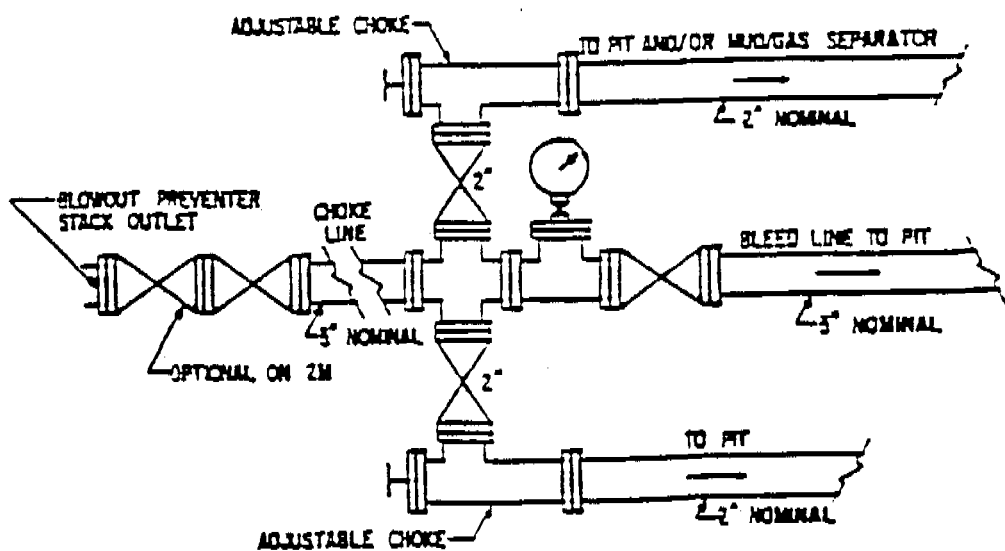 ADJUSTABLE CHOKE
TO PIT AND/OR MUD/GAS SEPARATOR
2" NOMINAL
2"
BLOWOUT PREVENTER
STACK OUTLET
CHOKE
LINE
BLEED LINE TO PIT
3" NOMINAL
3" NOMINAL
OPTIONAL ON 2M
2"
TO PIT
2" NOMINAL
ADJUSTABLE CHOKE